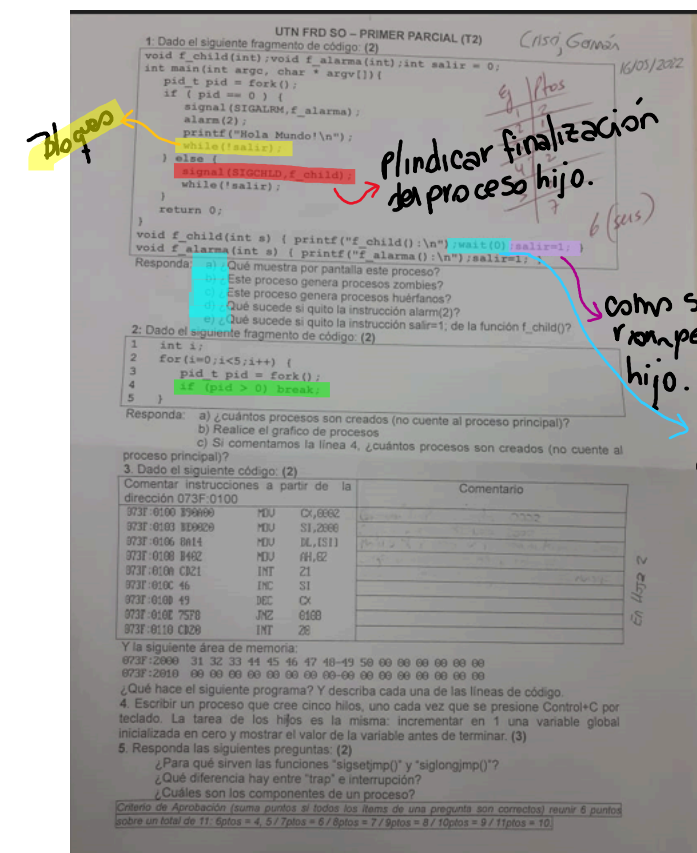 UTN FRD SO – PRIMER PARCIAL (T2)
Crisci, Germán
16/05/2022
1: Dado el siguiente fragmento de código: (2)
void f_child(int);void f_alarma(int);int salir = 0;
int main(int argc, char * argv[]){
pid_t pid = fork();
if ( pid == 0 ) {
signal(SIGALRM,f_alarma);
alarm(2);
printf("Hola Mundo!\n");
while(!salir);
} else {
signal(SIGCHLD,f_child);
while(!salir);
}
return 0;
}
void f_child(int s) { printf("f_child():\n");wait(0);salir=1; }
void f_alarma(int s) { printf("f_alarma():\n");salir=1; }
Ej Ptos
6 (seis)
Bloqueo
p/indicar finalización
del proceso hijo.
como s
rompe
hijo.
Responda: a) ¿Qué muestra por pantalla este proceso?
b) ¿Este proceso genera procesos zombies?
c) ¿Este proceso genera procesos huérfanos?
d) ¿Qué sucede si quito la instrucción alarm(2)?
e) ¿Qué sucede si quito la instrucción salir=1; de la función f_child()?
2: Dado el siguiente fragmento de código: (2)
1 int i;
2 for(i=0;i<5;i++) {
3 pid_t pid = fork();
4 if (pid > 0) break;
5 }
Responda: a) ¿cuántos procesos son creados (no cuente al proceso principal)?
b) Realice el grafico de procesos
c) Si comentamos la línea 4, ¿cuántos procesos son creados (no cuente al
proceso principal)?
3. Dado el siguiente código: (2)
Comentar instrucciones a partir de la dirección 073F:0100
Comentario
073F:0100 B90A00 MOV CX,0002
073F:0103 BE0020 MOV SI,2000
073F:0106 8A14 MOV DL,[SI]
073F:0108 B402 MOV AH,02
073F:010A CD21 INT 21
073F:010C 46 INC SI
073F:010D 49 DEC CX
073F:010E 75F8 JNZ 0108
073F:0110 CD20 INT 20
En Hoja 2
Y la siguiente área de memoria:
073F:2000 31 32 33 44 45 46 47 48-49 50 00 00 00 00 00 00
073F:2010 00 00 00 00 00 00 00 00-00 00 00 00 00 00 00 00
¿Qué hace el siguiente programa? Y describa cada una de las líneas de código.
4. Escribir un proceso que cree cinco hilos, uno cada vez que se presione Control+C por
teclado. La tarea de los hilos es la misma: incrementar en 1 una variable global
inicializada en cero y mostrar el valor de la variable antes de terminar. (3)
5. Responda las siguientes preguntas: (2)
¿Para qué sirven las funciones "sigsetjmp()" y "siglongjmp()"?
¿Qué diferencia hay entre "trap" e interrupción?
¿Cuáles son los componentes de un proceso?
Criterio de Aprobación (suma puntos si todos los ítems de una pregunta son correctos) reunir 6 puntos
sobre un total de 11: 6ptos = 4, 5 / 7ptos = 6 / 8ptos = 7 / 9ptos = 8 / 10ptos = 9 / 11ptos = 10.